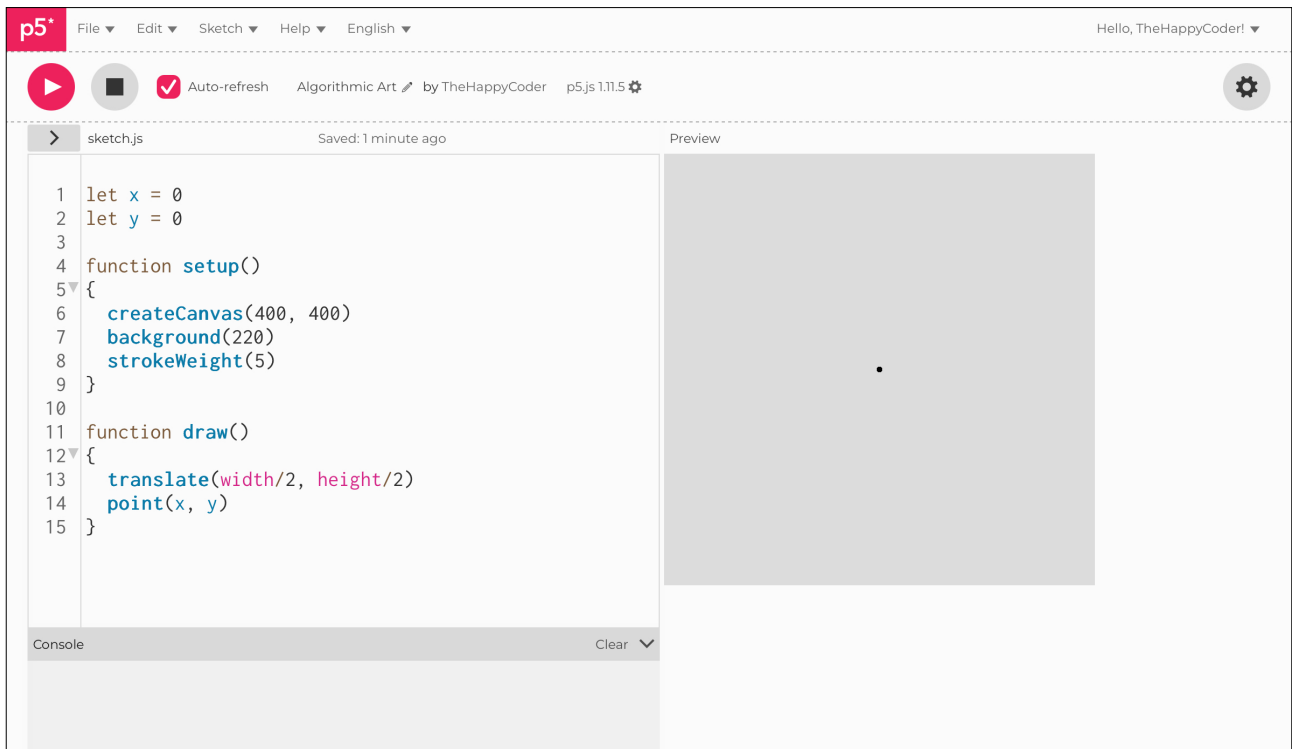 p5* File Edit Sketch Help English Hello, TheHappyCoder!
Auto-refresh Algorithmic Art by TheHappyCoder p5.js 1.11.5
sketch.js Saved: 1 minute ago Preview
1 let x = 0
2 let y = 0
3
4 function setup()
5 {
6 createCanvas(400, 400)
7 background(220)
8 strokeWeight(5)
9 }
10
11 function draw()
12 {
13 translate(width/2, height/2)
14 point(x, y)
15 }
Console Clear